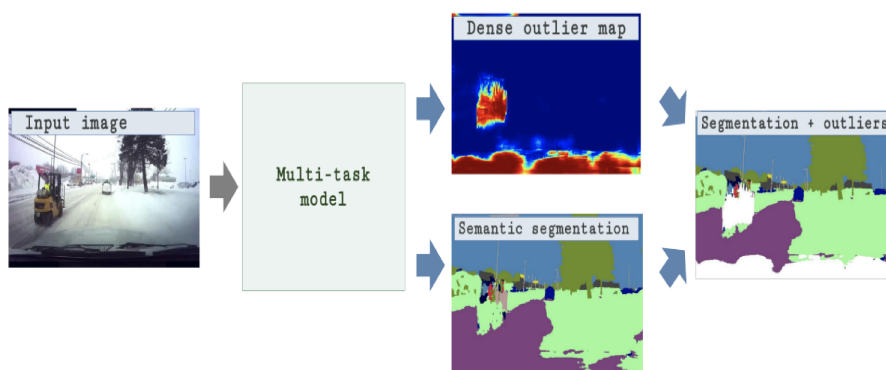 Input image
Multi-task
model
Dense outlier map
Semantic segmentation
Segmentation + outliers